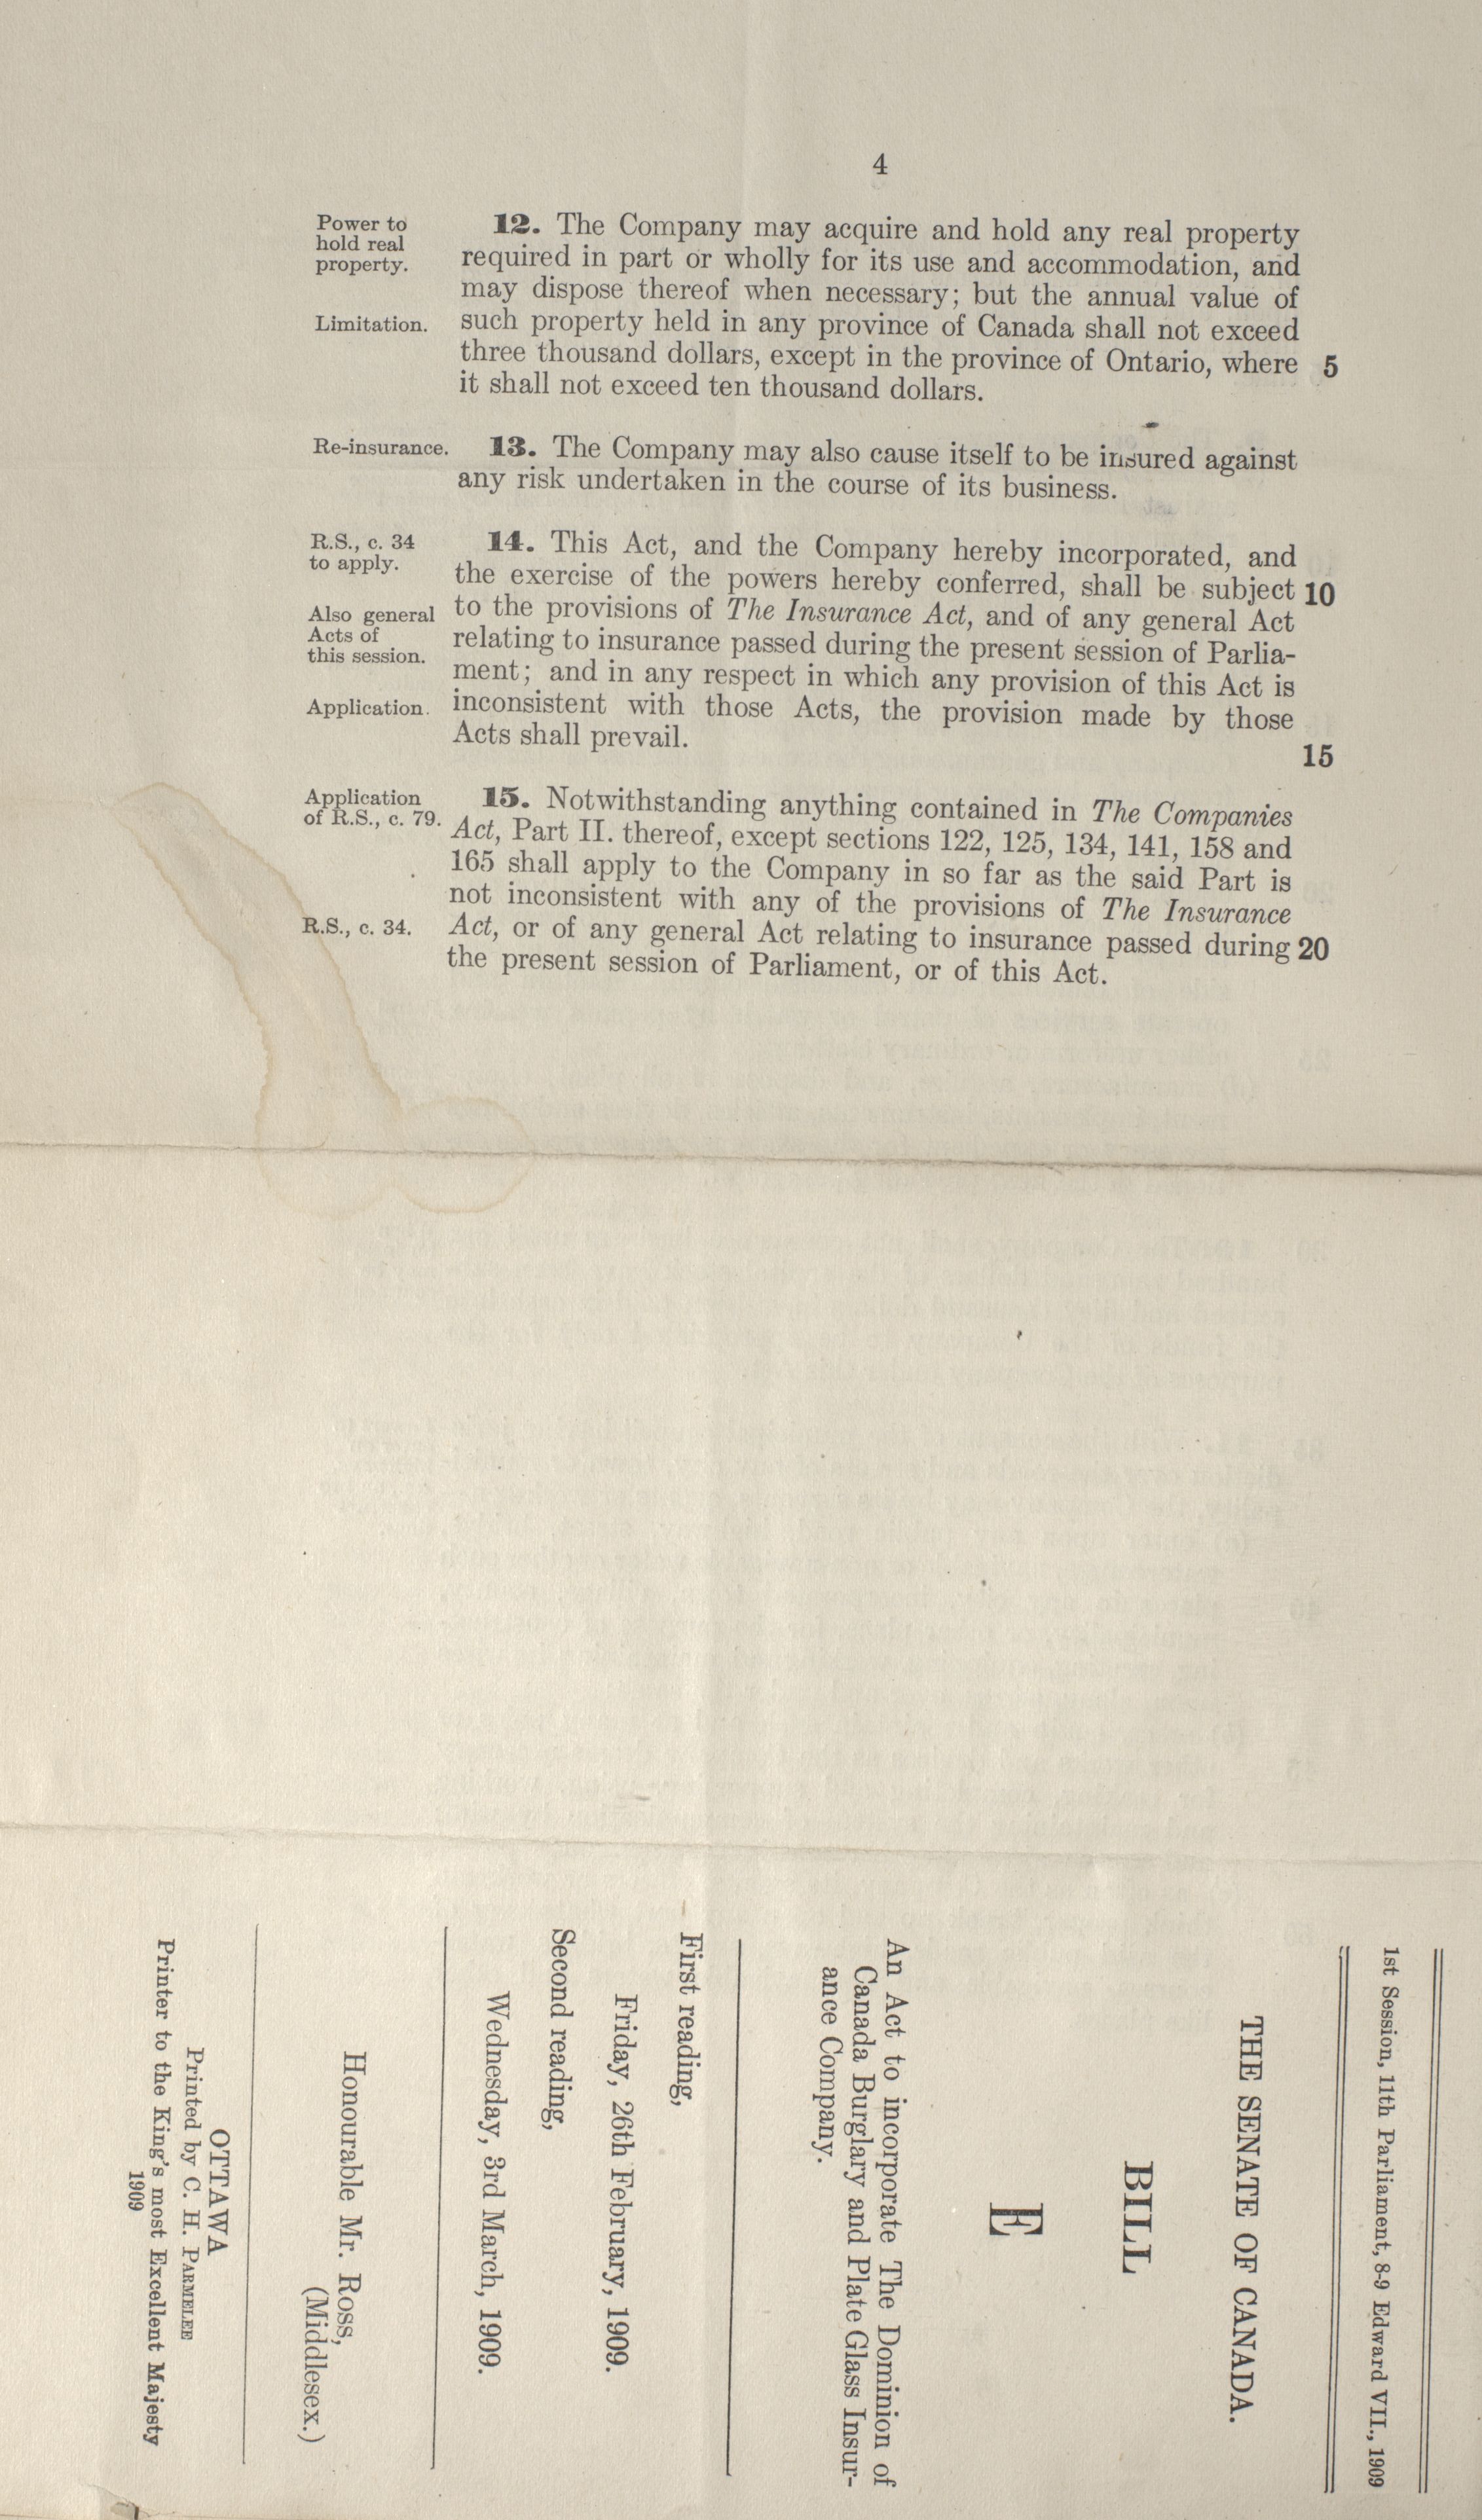 4
Power to
hold real
property.
Limitation.
12. The Company may acquire and hold any real property
required in part or wholly for its use and accommodation, and
may dispose thereof when necessary; but the annual value of
such property held in any province of Canada shall not exceed
three thousand dollars, except in the province of Ontario, where 5
it shall not exceed ten thousand dollars.
Re-insurance.
13. The Company may also cause itself to be insured against
any risk undertaken in the course of its business.
R.S., c. 34
to apply.
Also general
Acts of
this session.
Application.
14. This Act, and the Company hereby incorporated, and
the exercise of the powers hereby conferred, shall be subject 10
to the provisions of The Insurance Act, and of any general Act
relating to insurance passed during the present session of Parlia-
ment; and in any respect in which any provision of this Act is
inconsistent with those Acts, the provision made by those
Acts shall prevail.
15
Application
of R.S., c. 79.
R.S., c. 34.
15. Notwithstanding anything contained in The Companies
Act, Part II. thereof, except sections 122, 125, 134, 141, 158 and
165 shall apply to the Company in so far as the said Part is
not inconsistent with any of the provisions of The Insurance
Act, or of any general Act relating to insurance passed during 20
the present session of Parliament, or of this Act.
1st Session, 11th Parliament, 8-9 Edward VII., 1909
THE SENATE OF CANADA.
BILL
E
An Act to incorporate The Dominion of
Canada Burglary and Plate Glass Insur-
ance Company.
First reading,
Friday, 26th February, 1909.
Second reading,
Wednesday, 3rd March, 1909.
Honourable Mr. Ross,
(Middlesex.)
OTTAWA
Printed by C. H. Parmelee
Printer to the King's most Excellent Majesty
1909